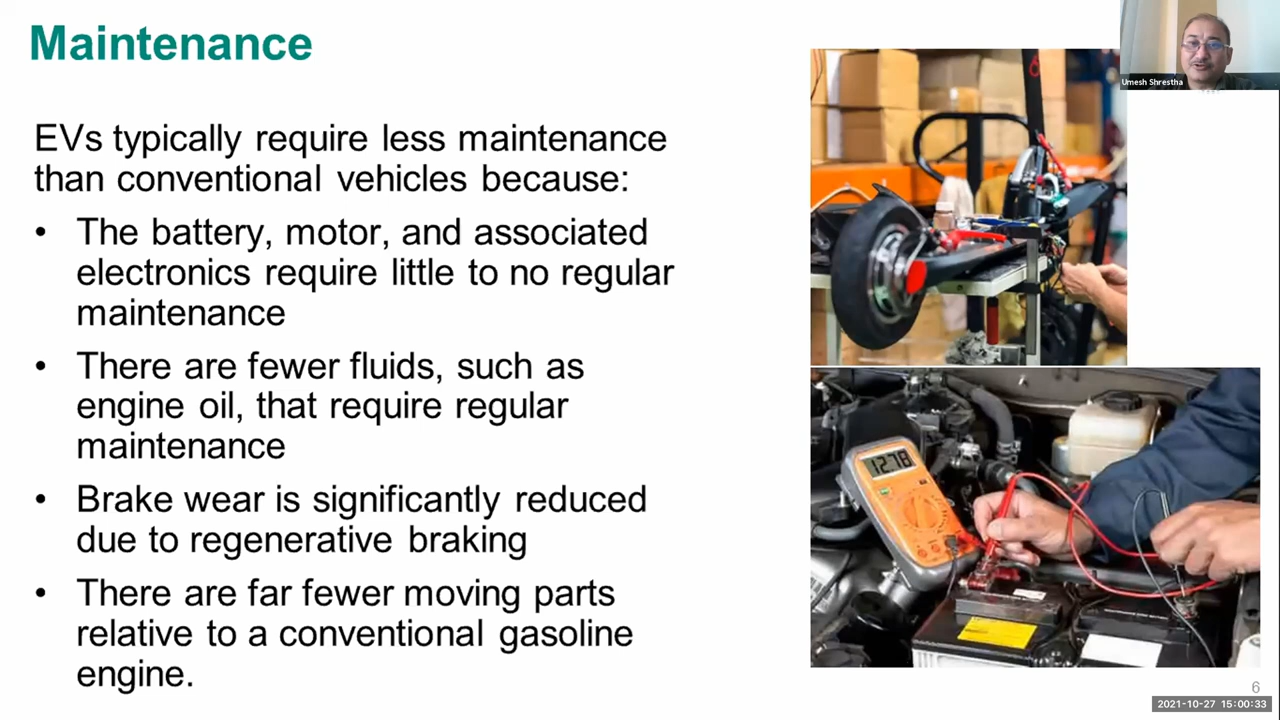 Maintenance
Umesh Shrestha
EVs typically require less maintenance
than conventional vehicles because:
• The battery, motor, and associated
electronics require little to no regular
maintenance
• There are fewer fluids, such as
engine oil, that require regular
maintenance
• Brake wear is significantly reduced
due to regenerative braking
• There are far fewer moving parts
relative to a conventional gasoline
engine.
12.78
6
2021-10-27 15:00:33